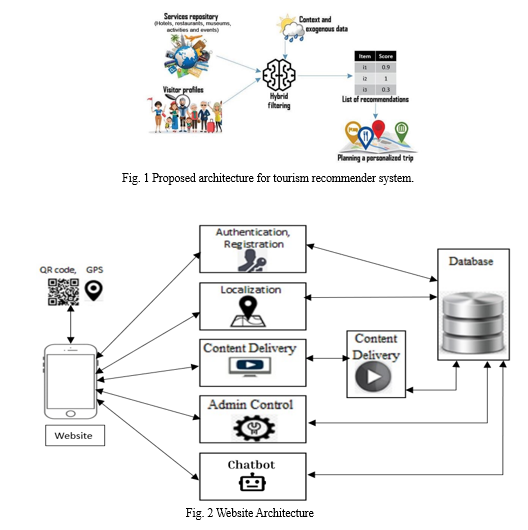 Services repository
(Hotels, restaurants, museums,
activities and events)
Context and
exogenous data
Visitor profiles
Hybrid
filtering
Item Score
i1 0.9
i2 1
i3 0.3
List of recommendations
Planning a personalized trip
Fig. 1 Proposed architecture for tourism recommender system.
Authentication,
Registration
Database
QR code, GPS
Localization
Content Delivery
Content
Delivery
Admin Control
Website
Chatbot
Fig. 2 Website Architecture